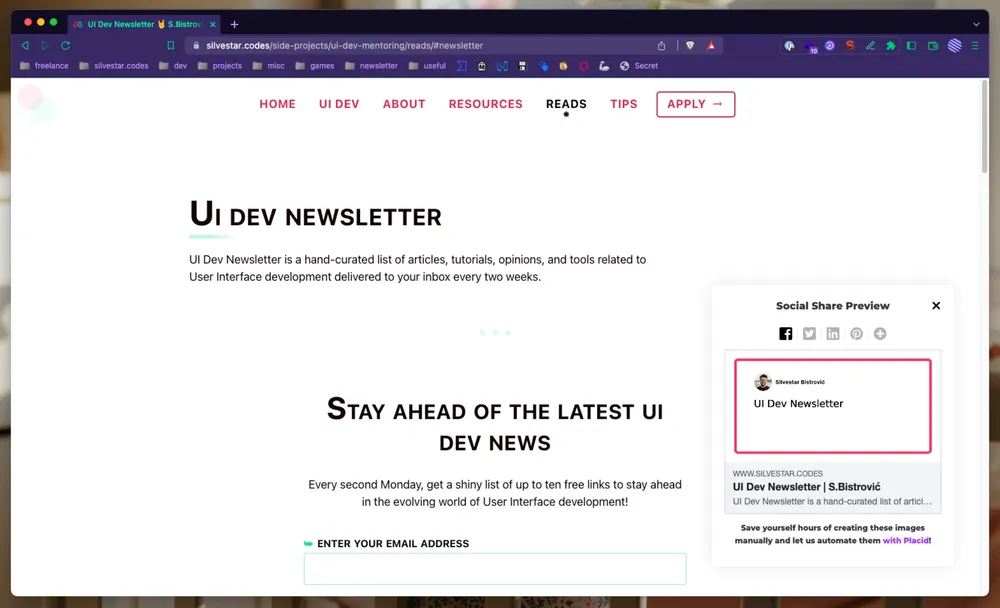 UI Dev Newsletter 🤘 S.Bistrov
silvestar.codes/side-projects/ui-dev-mentoring/reads/#newsletter
10
freelance silvestar.codes dev projects misc games newsletter useful Secret
HOME UI DEV ABOUT RESOURCES READS TIPS APPLY →
UI DEV NEWSLETTER
UI Dev Newsletter is a hand-curated list of articles, tutorials, opinions, and tools related to
User Interface development delivered to your inbox every two weeks.
STAY AHEAD OF THE LATEST UI
DEV NEWS
Every second Monday, get a shiny list of up to ten free links to stay ahead
in the evolving world of User Interface development!
ENTER YOUR EMAIL ADDRESS
Social Share Preview
Silvestar Bistrović
UI Dev Newsletter
WWW.SILVESTAR.CODES
UI Dev Newsletter | S.Bistrović
UI Dev Newsletter is a hand-curated list of articl...
Save yourself hours of creating these images
manually and let us automate them with Placid!